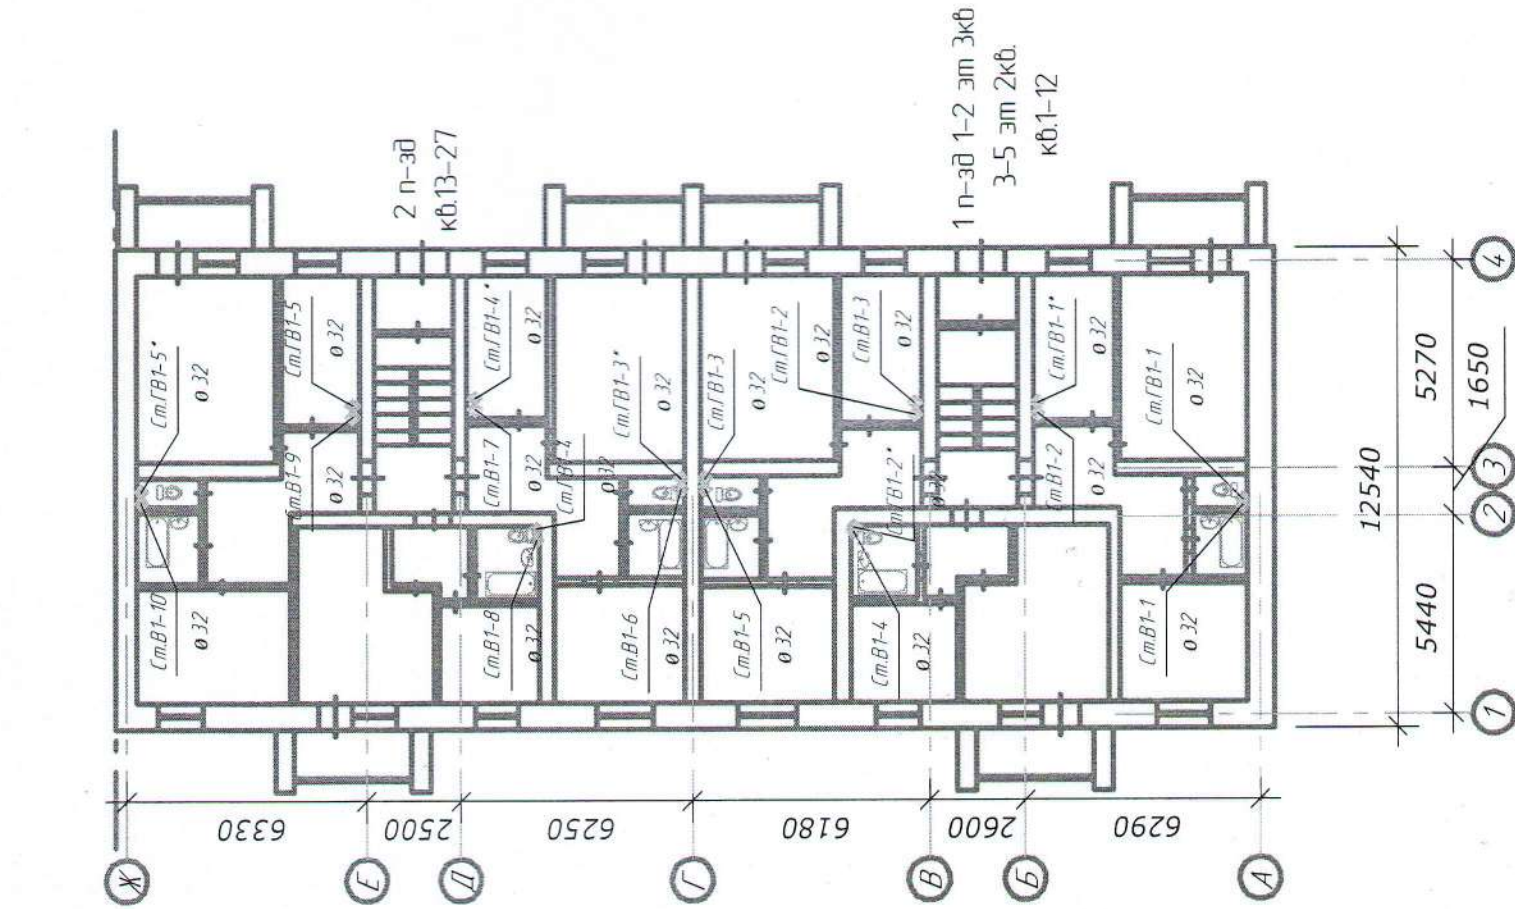 2 п-зд
кв.13-27
1 п-зд 1-2 эт 3кв
3-5 эт 2кв.
кв.1-12
Ст.ГВ1-5*
ø 32
Ст.В1-10
ø 32
Ст.ГВ1-5
ø 32
Ст.В1-9
ø 32
Ст.ГВ1-4*
ø 32
Ст.В1-7
ø 32
Ст.ГВ1-4
ø 32
Ст.В1-8
ø 32
Ст.ГВ1-3*
ø 32
Ст.В1-6
ø 32
Ст.ГВ1-3
ø 32
Ст.В1-5
ø 32
Ст.ГВ1-2
ø 32
Ст.В1-3
ø 32
Ст.ГВ1-2*
ø 32
Ст.В1-4
ø 32
Ст.ГВ1-1*
ø 32
Ст.В1-2
ø 32
Ст.ГВ1-1
ø 32
Ст.В1-1
ø 32
6330
2500
6250
6180
2600
6290
Ж
Е
Д
Г
В
Б
А
5270
1650
12540
5440
4
3
2
1